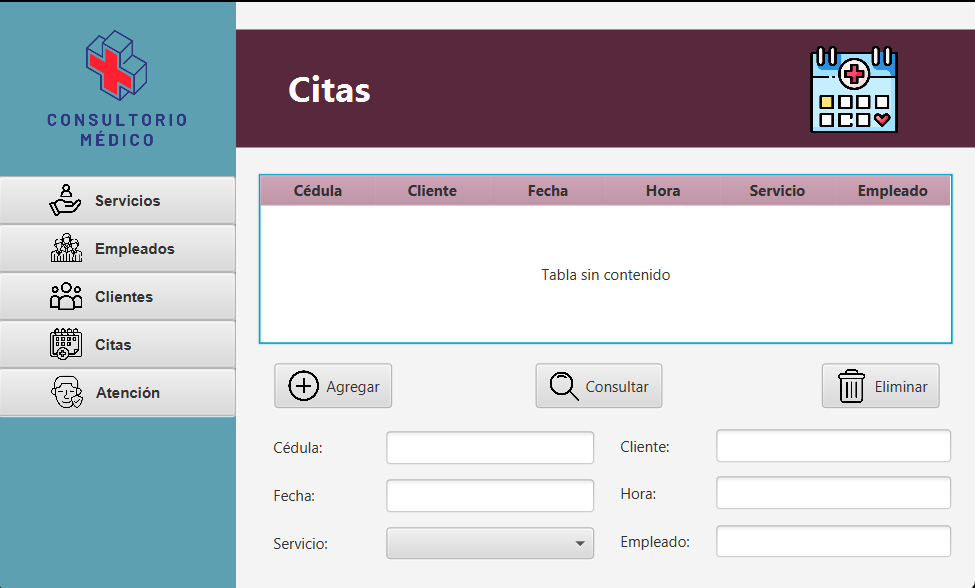 CONSULTORIO
MÉDICO
Servicios
Empleados
Clientes
Citas
Atención
Citas
Cédula Cliente Fecha Hora Servicio Empleado
Tabla sin contenido
Agregar Consultar Eliminar
Cédula: Cliente:
Fecha: Hora:
Servicio: Empleado: